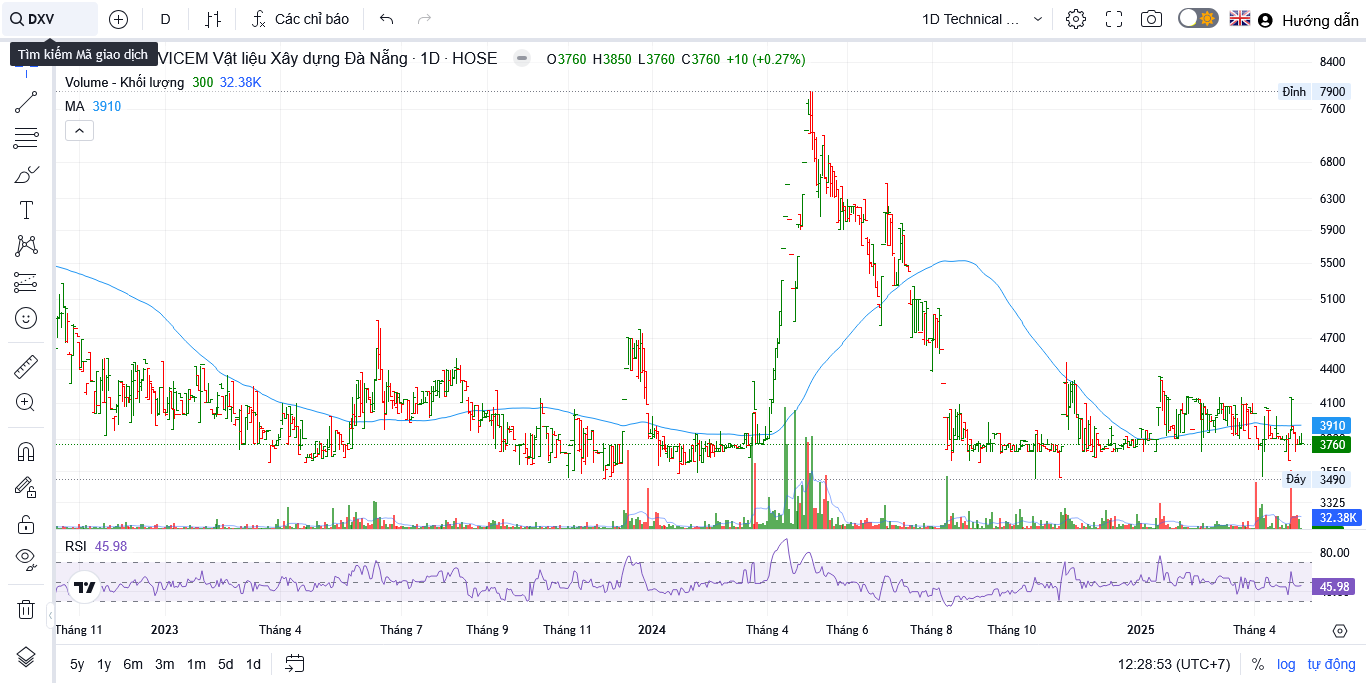 DXV D Các chỉ báo 1D Technical ... Hướng dẫn
Tìm kiếm Mã giao dịch
VICEM Vật liệu Xây dựng Đà Nẵng · 1D · HOSE O3760 H3850 L3760 C3760 +10 (+0.27%)
Volume - Khối lượng 300 32.38K
MA 3910
8400
Đỉnh 7900
7600
6800
6300
5900
5500
5100
4700
4400
4100
3910
3760
3550
Đáy 3490
3325
32.38K
RSI 45.98
80.00
45.98
Tháng 11 2023 Tháng 4 Tháng 7 Tháng 9 Tháng 11 2024 Tháng 4 Tháng 6 Tháng 8 Tháng 10 2025 Tháng 4
5y 1y 6m 3m 1m 5d 1d 12:28:53 (UTC+7) % log tự động